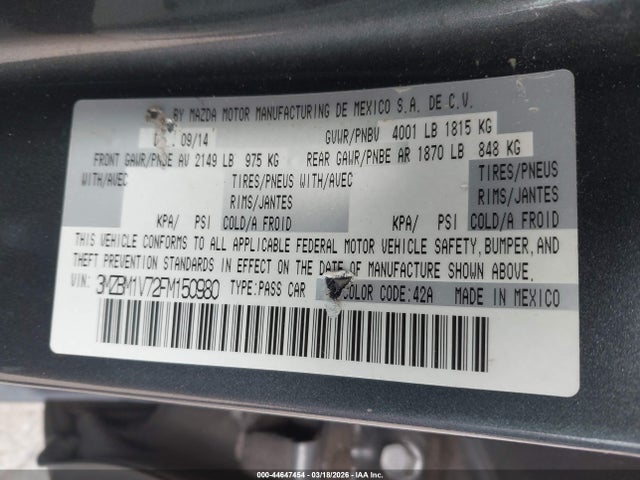 BY MAZDA MOTOR MANUFACTURING DE MEXICO S.A. DE C.V.
09/14 GVWR/PNBV 4001 LB 1815 KG
FRONT GAWR/PNBE AV 2149 LB 975 KG REAR GAWR/PNBE AR 1870 LB 848 KG
WITH/AVEC TIRES/PNEUS WITH/AVEC TIRES/PNEUS
RIMS/JANTES RIMS/JANTES
KPA/ PSI COLD/A FROID KPA/ PSI COLD/A FROID
THIS VEHICLE CONFORMS TO ALL APPLICABLE FEDERAL MOTOR VEHICLE SAFETY, BUMPER, AND
THEFT PREVENTION STANDARDS IN EFFECT ON THE DATE OF MANUFACTURE SHOWN ABOVE.
VIN: 3MZBM1V72FM150980 TYPE:PASS CAR COLOR CODE:42A MADE IN MEXICO
000-44647454 | 03/18/2026 | IAA Inc.